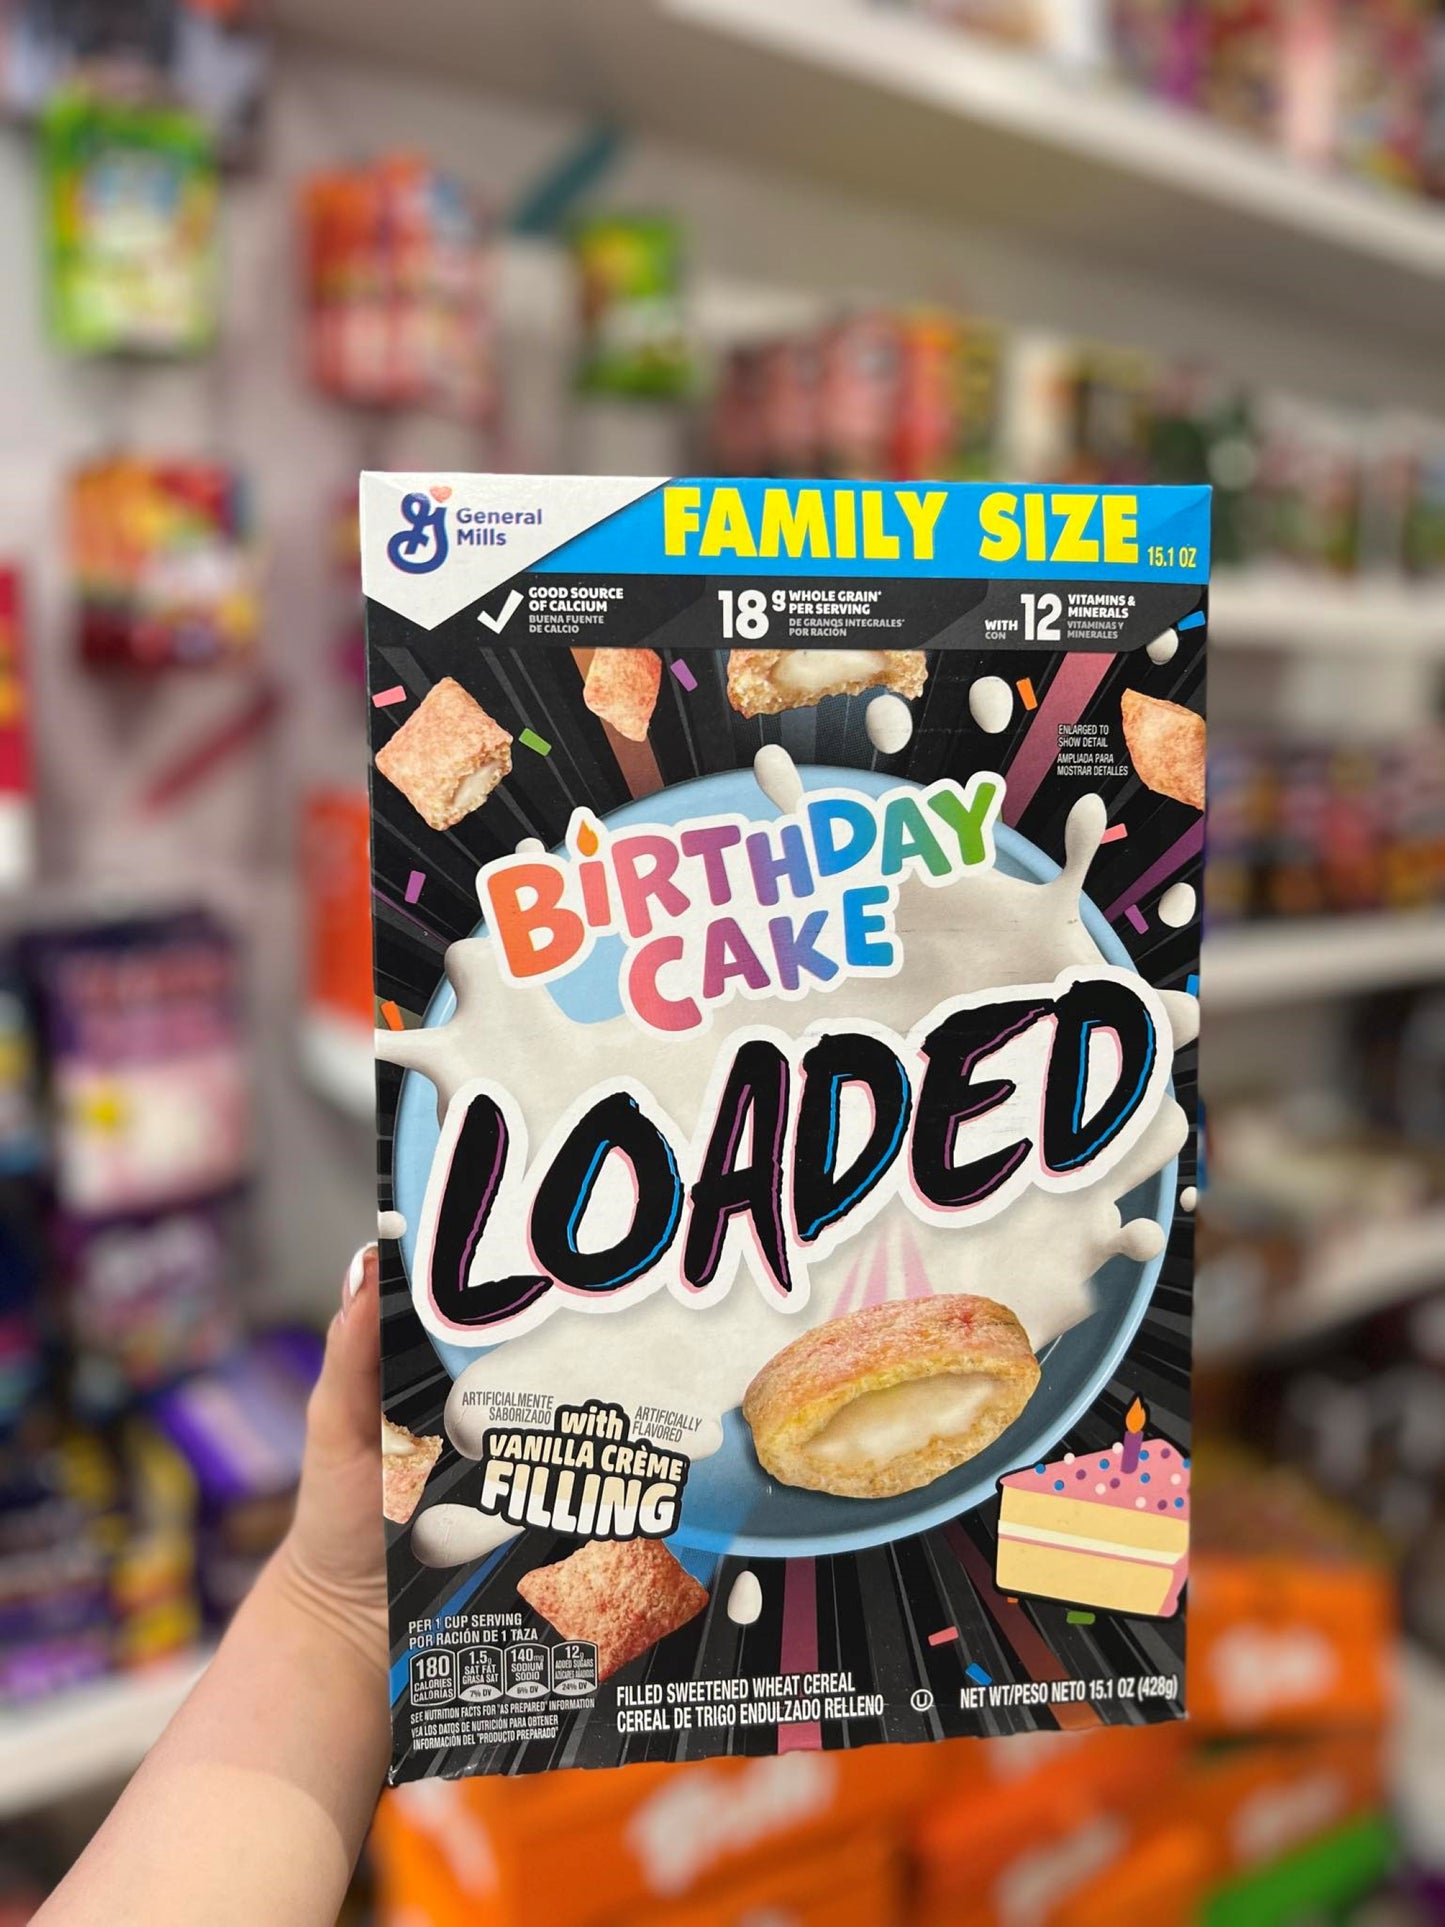 General
Mills
FAMILY SIZE 15.1 OZ
GOOD SOURCE
OF CALCIUM
BUENA FUENTE
DE CALCIO
18g WHOLE GRAIN*
PER SERVING
DE GRANOS INTEGRALES*
POR RACIÓN
WITH
CON
12 VITAMINS &
MINERALS
VITAMINAS Y
MINERALES
ENLARGED TO
SHOW DETAIL
AMPLIADA PARA
MOSTRAR DETALLES
BIRTHDAY
CAKE
LOADED
ARTIFICIALMENTE
SABORIZADO
with
ARTIFICIALLY
FLAVORED
VANILLA CRÈME
FILLING
PER 1 CUP SERVING
POR RACIÓN DE 1 TAZA
180
CALORIES
CALORÍAS
1.5g
SAT FAT
GRASA SAT
7% DV
140mg
SODIUM
SODIO
6% DV
12g
ADDED SUGARS
AZÚCARES AÑADIDOS
24% DV
SEE NUTRITION FACTS FOR "AS PREPARED" INFORMATION
VEA LOS DATOS DE NUTRICIÓN PARA OBTENER
INFORMACIÓN DEL "PRODUCTO PREPARADO"
FILLED SWEETENED WHEAT CEREAL
CEREAL DE TRIGO ENDULZADO RELLENO
U
NET WT/PESO NETO 15.1 OZ (428g)